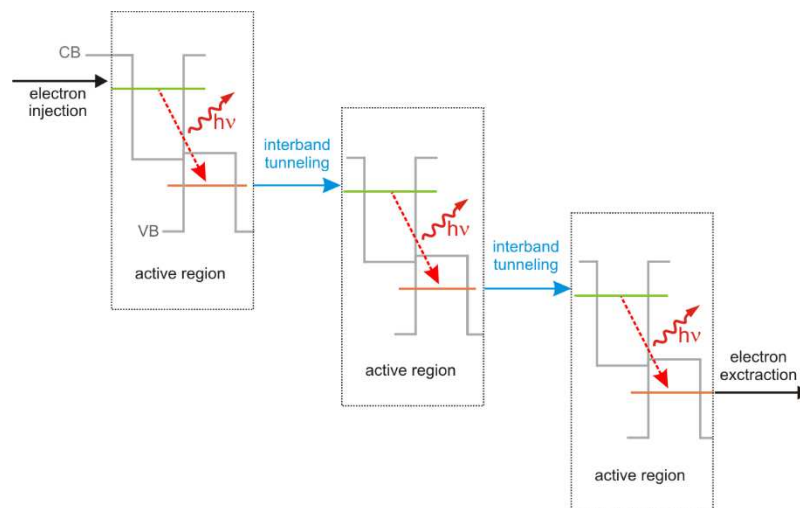 CB
electron
injection
hν
VB
active region
interband
tunneling
hν
active region
interband
tunneling
hν
active region
electron
exctraction